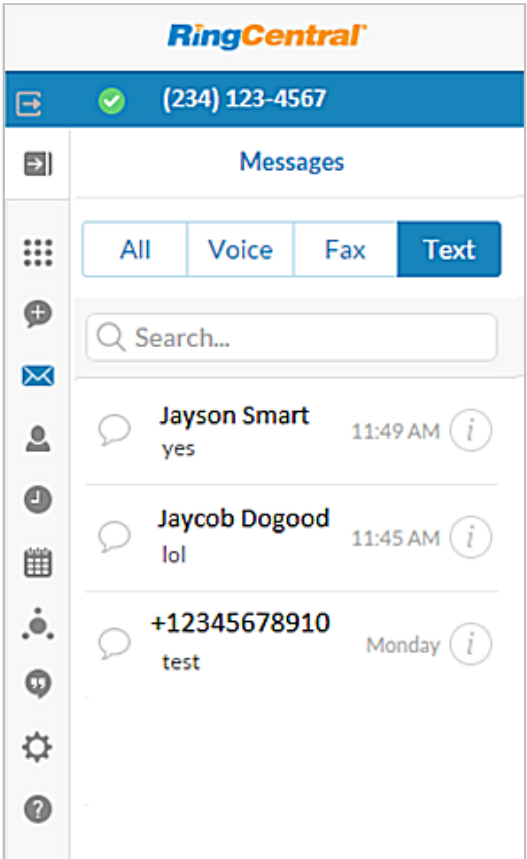 RingCentral
(234) 123-4567
Messages
All Voice Fax Text
Search...
Jayson Smart
yes
11:49 AM i
Jaycob Dogood
lol
11:45 AM i
+12345678910
test
Monday i